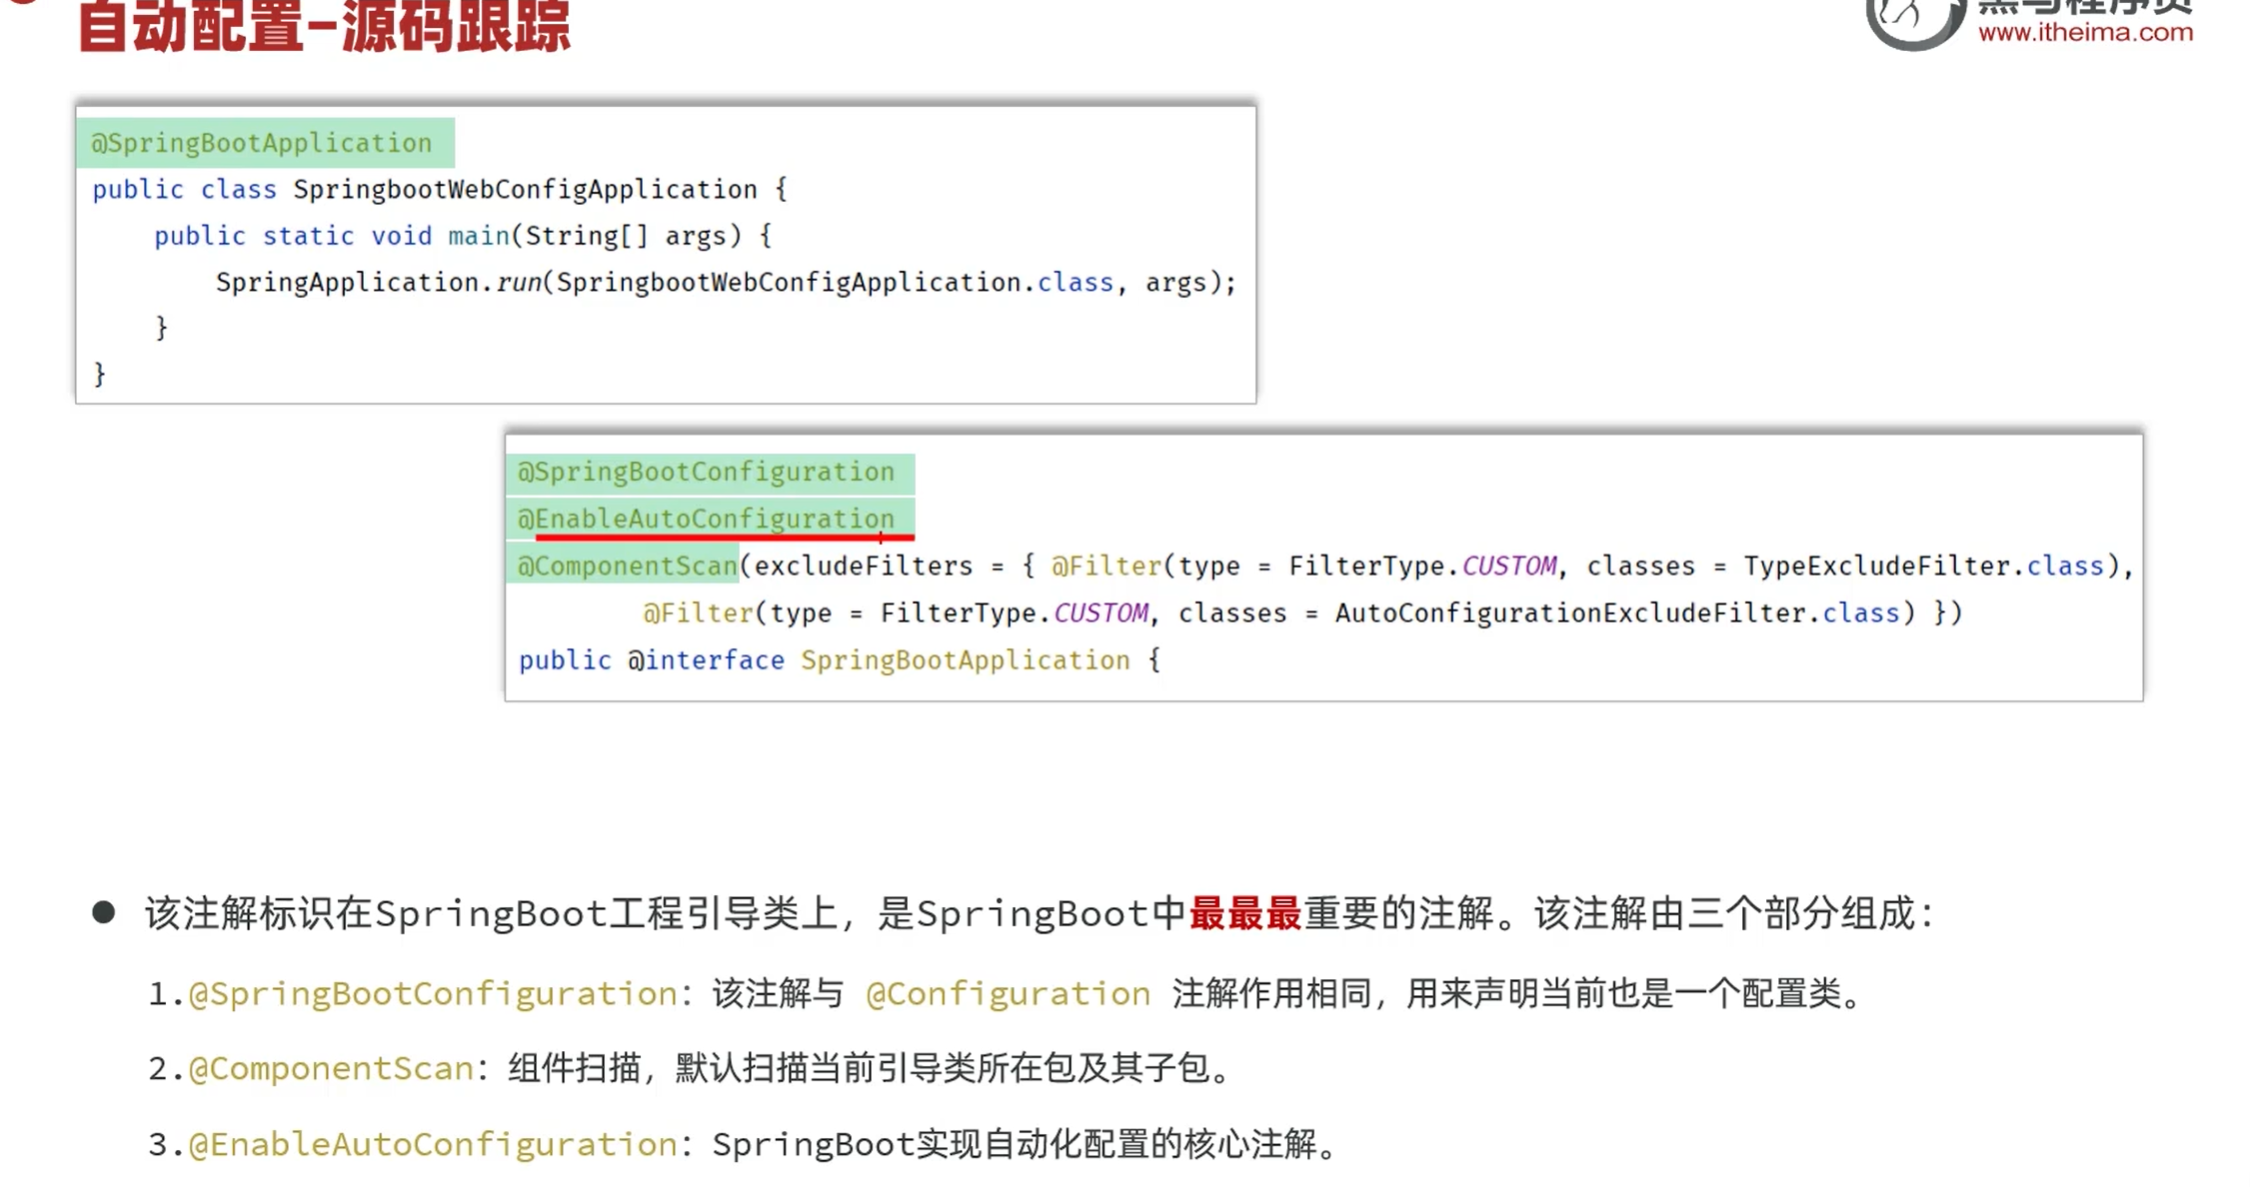 自动配置-源码跟踪
黑马程序员
www.itheima.com
@SpringBootApplication
public class SpringbootWebConfigApplication {
public static void main(String[] args) {
SpringApplication.run(SpringbootWebConfigApplication.class, args);
}
}
@SpringBootConfiguration
@EnableAutoConfiguration
@ComponentScan(excludeFilters = { @Filter(type = FilterType.CUSTOM, classes = TypeExcludeFilter.class),
@Filter(type = FilterType.CUSTOM, classes = AutoConfigurationExcludeFilter.class) })
public @interface SpringBootApplication {
● 该注解标识在SpringBoot工程引导类上，是SpringBoot中最最最重要的注解。该注解由三个部分组成：
1.@SpringBootConfiguration：该注解与 @Configuration 注解作用相同，用来声明当前也是一个配置类。
2.@ComponentScan：组件扫描，默认扫描当前引导类所在包及其子包。
3.@EnableAutoConfiguration：SpringBoot实现自动化配置的核心注解。